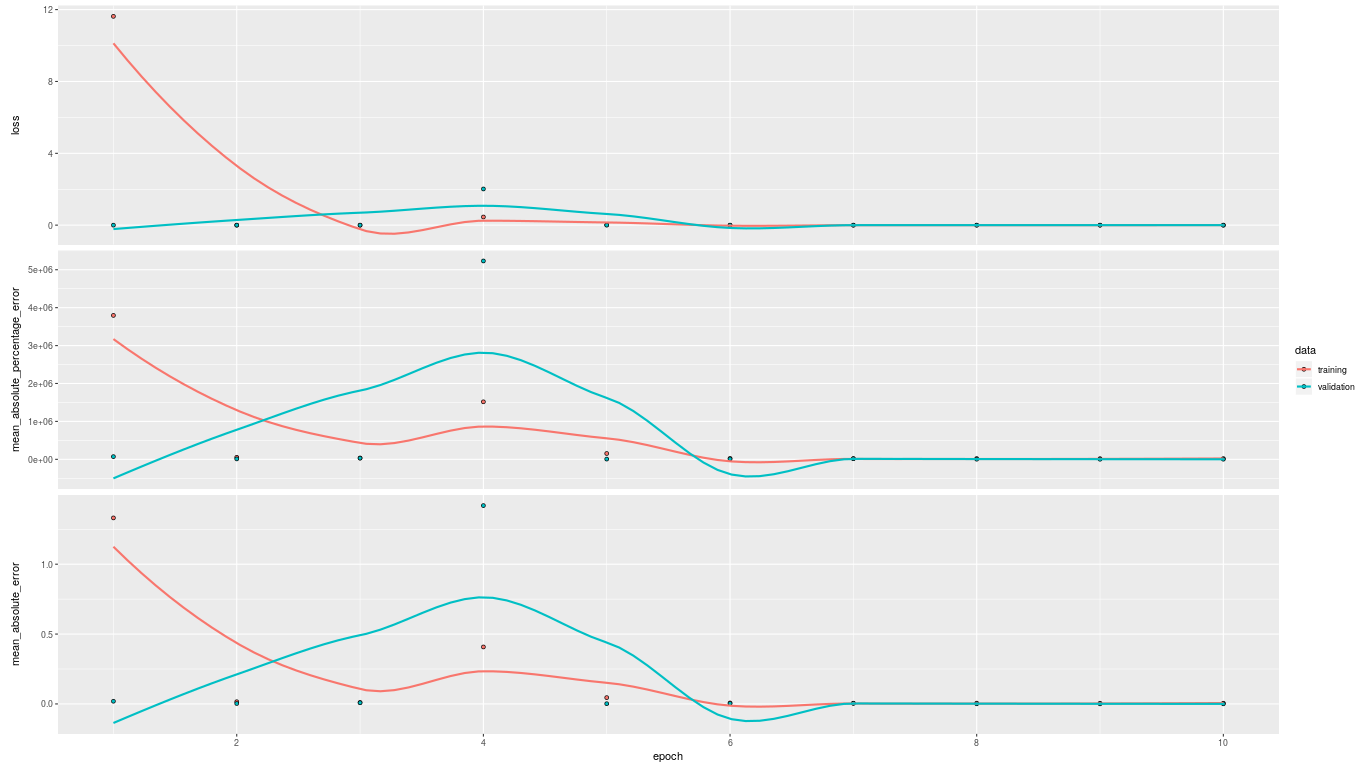 12
8
4
0
loss
5e+06
4e+06
3e+06
2e+06
1e+06
0e+00
mean_absolute_percentage_error
1.0
0.5
0.0
mean_absolute_error
2
4
6
8
10
epoch
data
training
validation